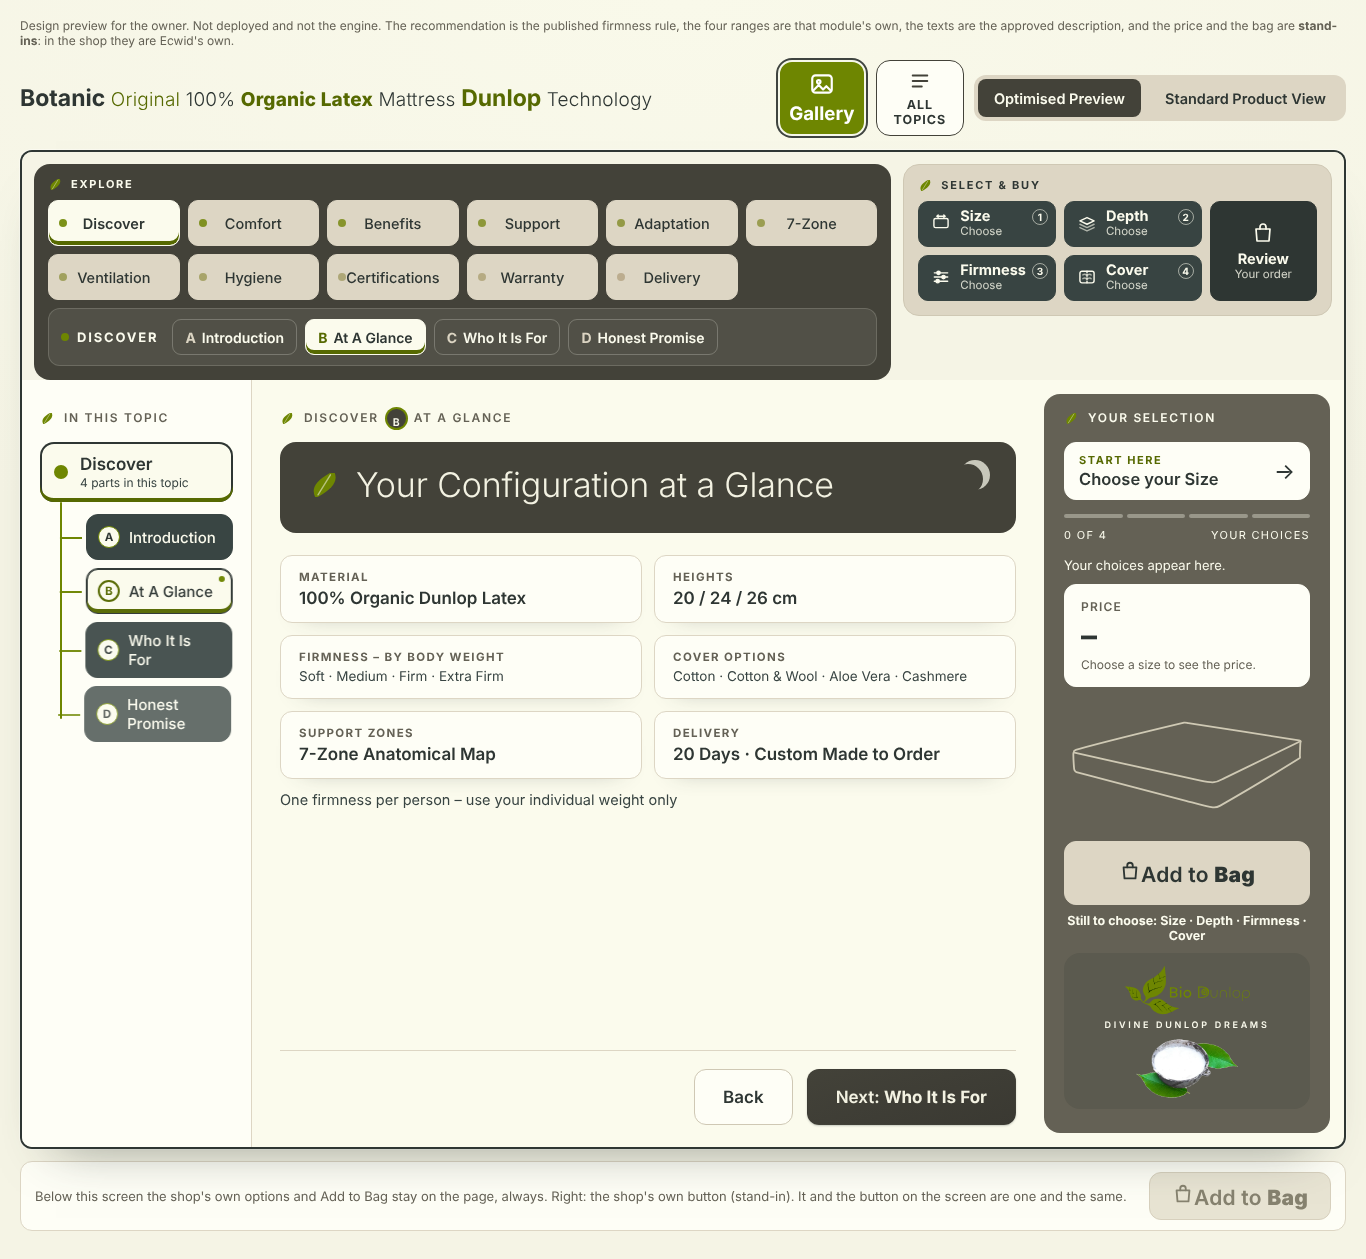 Design preview for the owner. Not deployed and not the engine. The recommendation is the published firmness rule, the four ranges are that module's own, the texts are the approved description, and the price and the bag are stand-
ins: in the shop they are Ecwid's own.
Botanic Original 100% Organic Latex Mattress Dunlop Technology
Gallery
ALL
TOPICS
Optimised Preview
Standard Product View
EXPLORE
Discover
Comfort
Benefits
Support
Adaptation
7-Zone
Ventilation
Hygiene
Certifications
Warranty
Delivery
DISCOVER
A Introduction
B At A Glance
C Who It Is For
D Honest Promise
SELECT & BUY
Size
Choose
1
Depth
Choose
2
Firmness
Choose
3
Cover
Choose
4
Review
Your order
IN THIS TOPIC
Discover
4 parts in this topic
A Introduction
B At A Glance
C Who It Is
For
D Honest
Promise
DISCOVER B AT A GLANCE
Your Configuration at a Glance
MATERIAL
100% Organic Dunlop Latex
HEIGHTS
20 / 24 / 26 cm
FIRMNESS – BY BODY WEIGHT
Soft · Medium · Firm · Extra Firm
COVER OPTIONS
Cotton · Cotton & Wool · Aloe Vera · Cashmere
SUPPORT ZONES
7-Zone Anatomical Map
DELIVERY
20 Days · Custom Made to Order
One firmness per person – use your individual weight only
Back
Next: Who It Is For
YOUR SELECTION
START HERE
Choose your Size
0 OF 4
YOUR CHOICES
Your choices appear here.
PRICE
–
Choose a size to see the price.
Add to Bag
Still to choose: Size · Depth · Firmness ·
Cover
Bio Dunlop
DIVINE DUNLOP DREAMS
Below this screen the shop's own options and Add to Bag stay on the page, always. Right: the shop's own button (stand-in). It and the button on the screen are one and the same.
Add to Bag